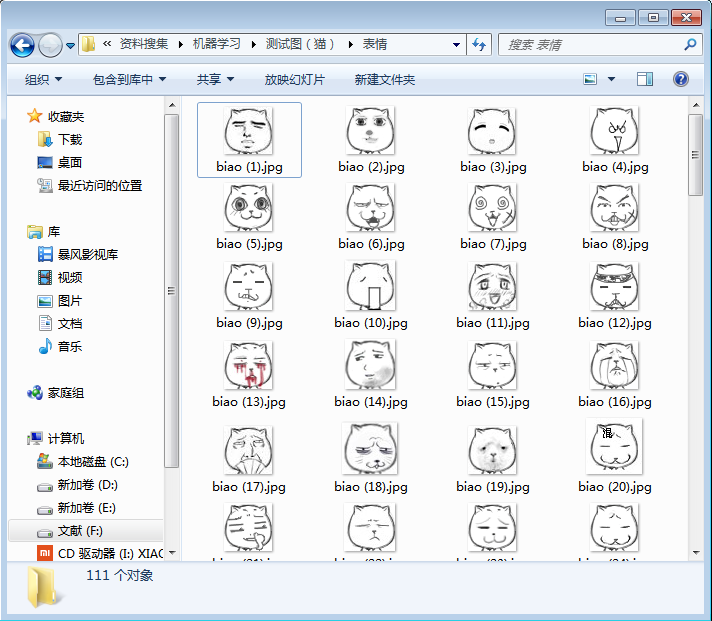 « 资料搜集 ▸ 机器学习 ▸ 测试图（猫） ▸ 表情
搜索 表情
组织 包含到库中 共享 放映幻灯片 新建文件夹
收藏夹
下载
桌面
最近访问的位置
库
暴风影视库
视频
图片
文档
音乐
家庭组
计算机
本地磁盘 (C:)
新加卷 (D:)
新加卷 (E:)
文献 (F:)
CD 驱动器 (I:) XIAO
biao (1).jpg biao (2).jpg biao (3).jpg biao (4).jpg
biao (5).jpg biao (6).jpg biao (7).jpg biao (8).jpg
biao (9).jpg biao (10).jpg biao (11).jpg biao (12).jpg
biao (13).jpg biao (14).jpg biao (15).jpg biao (16).jpg
混
biao (17).jpg biao (18).jpg biao (19).jpg biao (20).jpg
111 个对象